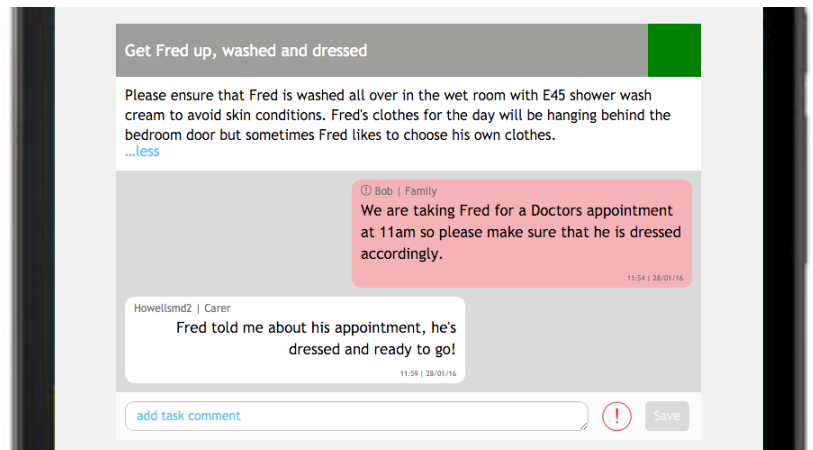 Get Fred up, washed and dressed
Please ensure that Fred is washed all over in the wet room with E45 shower wash
cream to avoid skin conditions. Fred's clothes for the day will be hanging behind the
bedroom door but sometimes Fred likes to choose his own clothes.
...less
! Bob | Family
We are taking Fred for a Doctors appointment
at 11am so please make sure that he is dressed
accordingly.
11:54 | 28/01/16
Howellsmd2 | Carer
Fred told me about his appointment, he's
dressed and ready to go!
11:59 | 28/01/16
add task comment
! Save